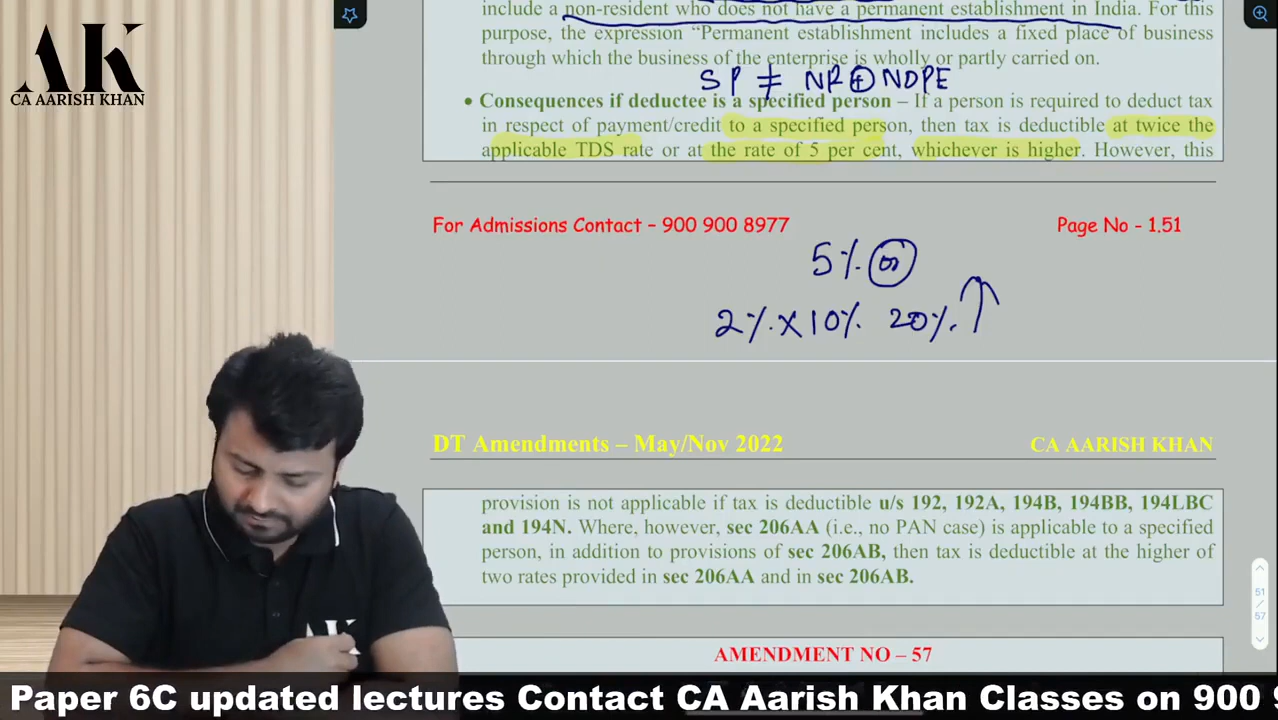 AK
CA AARISH KHAN
include a non-resident who does not have a permanent establishment in India. For this
purpose, the expression “Permanent establishment includes a fixed place of business
through which the business of the enterprise is wholly or partly carried on.
SP ≠ NR ⊕ NDPE
• Consequences if deductee is a specified person – If a person is required to deduct tax
in respect of payment/credit to a specified person, then tax is deductible at twice the
applicable TDS rate or at the rate of 5 per cent, whichever is higher. However, this
For Admissions Contact – 900 900 8977
Page No - 1.51
5%. or
2%. x 10%. 20%. ↑
DT Amendments – May/Nov 2022
CA AARISH KHAN
provision is not applicable if tax is deductible u/s 192, 192A, 194B, 194BB, 194LBC
and 194N. Where, however, sec 206AA (i.e., no PAN case) is applicable to a specified
person, in addition to provisions of sec 206AB, then tax is deductible at the higher of
two rates provided in sec 206AA and in sec 206AB.
51
/
57
AMENDMENT NO – 57
Paper 6C updated lectures Contact CA Aarish Khan Classes on 900